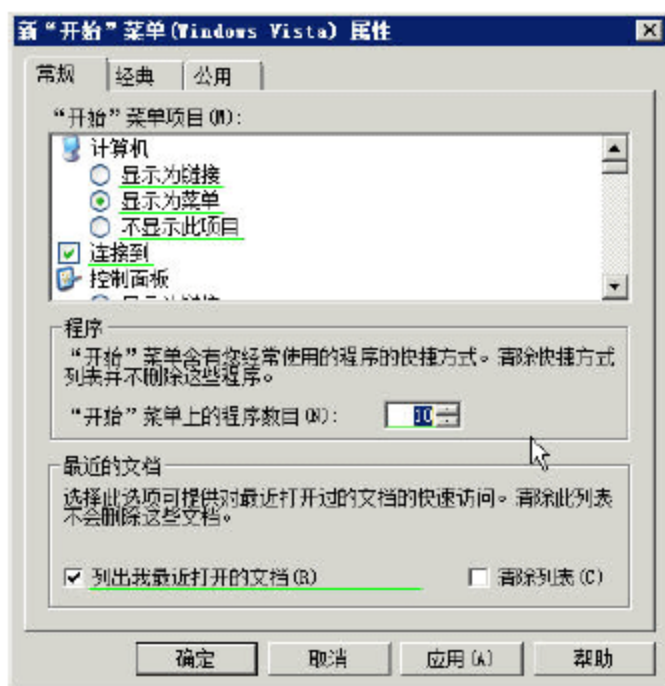 新“开始”菜单(Windows Vista) 属性
常规
经典
公用
“开始”菜单项目(M):
计算机
显示为链接
显示为菜单
不显示此项目
连接到
控制面板
程序
“开始”菜单含有您经常使用的程序的快捷方式。清除快捷方式
列表并不删除这些程序。
“开始”菜单上的程序数目(N):
10
最近的文档
选择此选项可提供对最近打开过的文档的快速访问。清除此列表
不会删除这些文档。
列出我最近打开的文档(R)
清除列表(C)
确定
取消
应用(A)
帮助